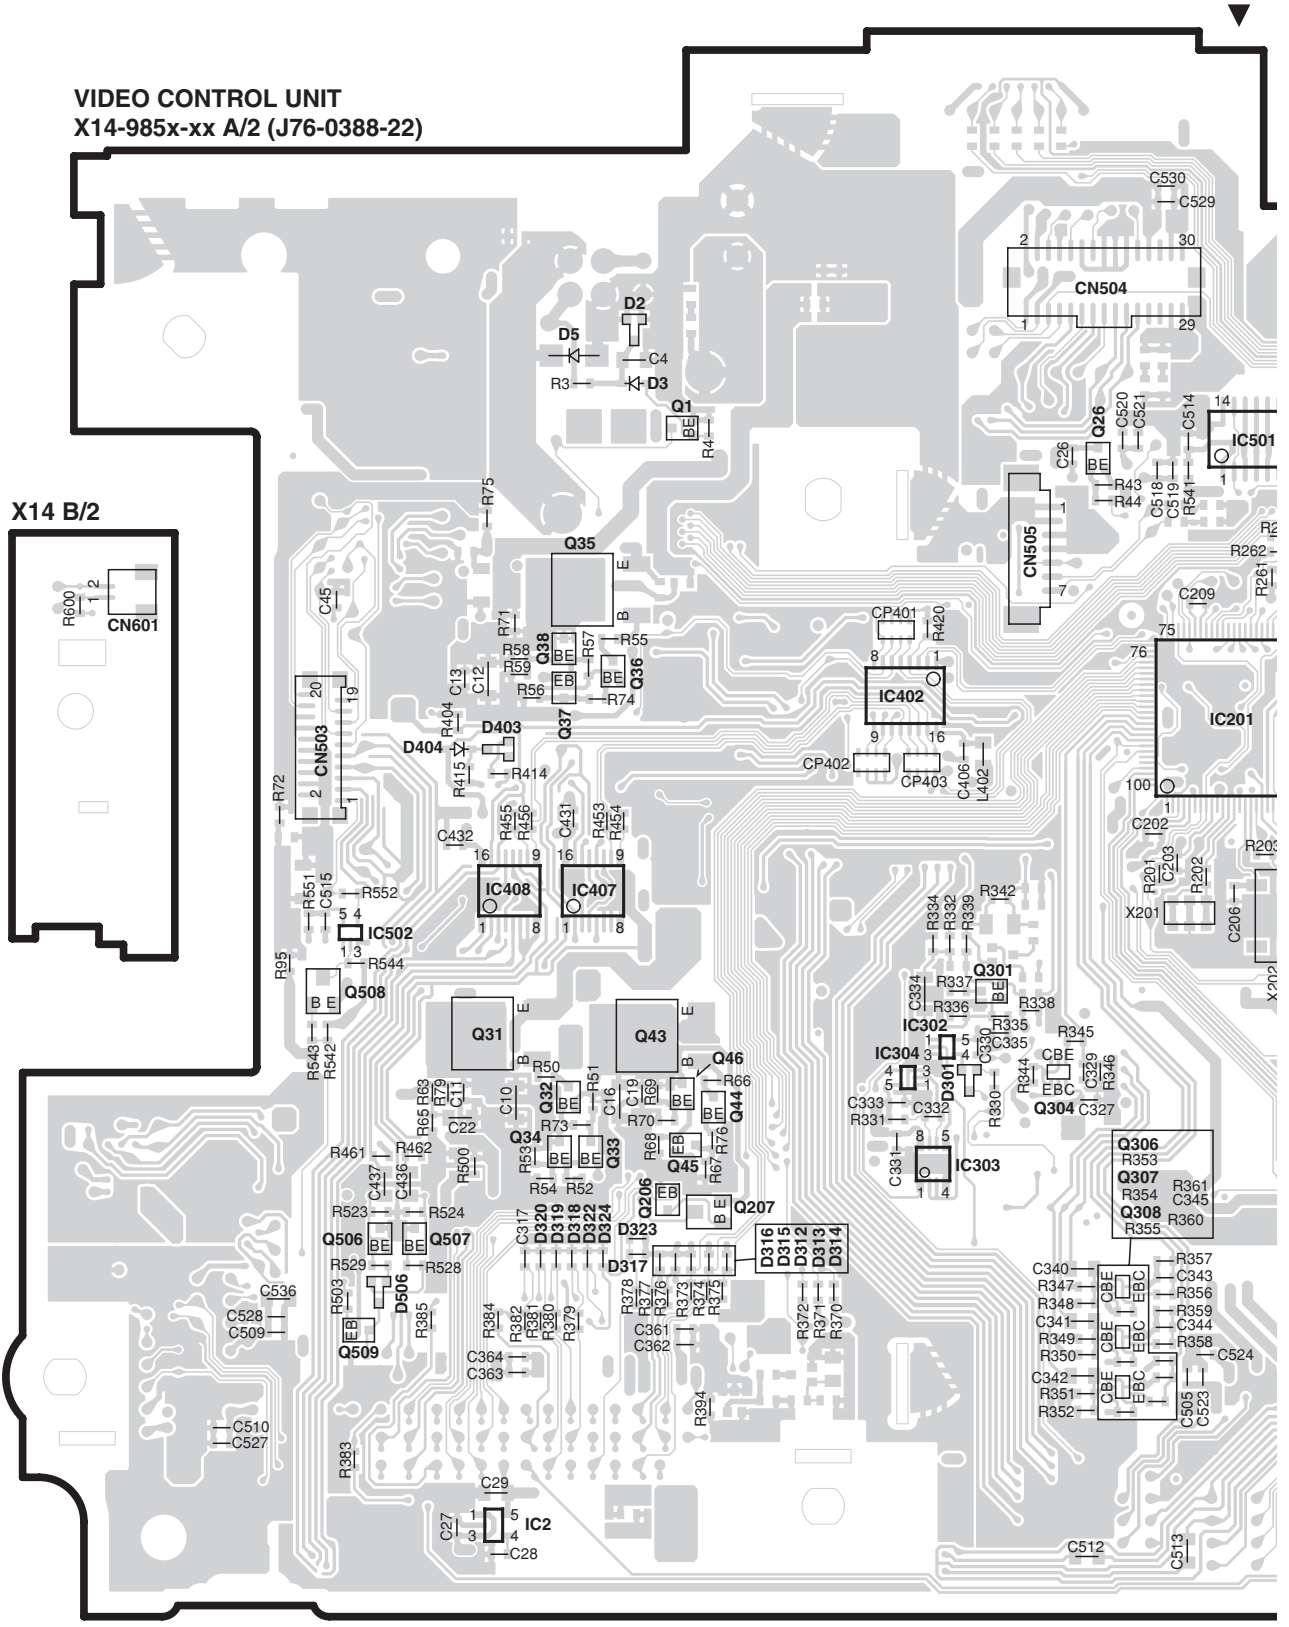 VIDEO CONTROL UNIT
X14-985x-xx A/2 (J76-0388-22)
C530
C529
2
30
CN504
1
29
D2
D5
C4
R3
D3
Q1
BE
R4
Q26
C520
C521
C514
14
IC501
1
C26
BE
R43
R44
C518
C519
R541
X14 B/2
R75
1
CN505
7
R262
R261
C209
Q35
E
B
R600
2
1
CN601
C45
CP401
R420
75
76
R71
R58
R59
Q38
BE
R57
R55
Q36
BE
8
1
IC402
IC201
C13
C12
R56
EB
Q37
R74
20
19
CN503
2
1
R404
D403
D404
R415
R414
9
16
CP402
CP403
C406
L402
100
1
R72
C432
R455
R456
C431
R453
R454
C202
R201
C203
R202
R203
16
9
IC408
1
8
16
9
IC407
1
8
R551
C515
R552
5 4
IC502
1 3
R544
R342
R334
R332
R339
X201
C206
X202
R95
Q508
B E
R543
R542
Q31
E
B
Q43
E
B
C334
R337
Q301
BE
R336
R338
R335
C335
C330
IC302
1
5
3
4
IC304
4
3
5
1
D301
R330
R345
CBE
R344
C329
R346
EBC
Q304
C327
Q46
R50
R51
R66
R63
R79
C11
C10
Q32
BE
C16
C19
R69
BE
BE
Q44
R65
C22
R73
R70
C333
R331
C332
Q34
BE
BE
Q33
R53
R68
EB
Q45
R76
R67
8
5
IC303
1
4
C331
Q306
R353
Q307
R354
Q308
R355
R361
C345
R360
R461
R462
C437
C436
R500
R54
R52
Q206
EB
Q207
B E
R523
R524
Q506
BE
BE
Q507
R529
R528
C317
D320
D319
D318
D322
D324
D323
D317
D316
D315
D312
D313
D314
C340
R347
R348
C341
R349
R350
C342
R351
R352
CBE
EBC
CBE
EBC
CBE
EBC
R357
C343
R356
R359
C344
R358
C524
C505
C523
C536
C528
C509
R503
D506
EB
Q509
R385
R384
R382
R381
R380
R379
R378
R377
R376
R373
R374
R375
R372
R371
R370
C361
C362
C364
C363
R394
C510
C527
R383
C29
C27
1
5
3
4
IC2
C28
C512
C513